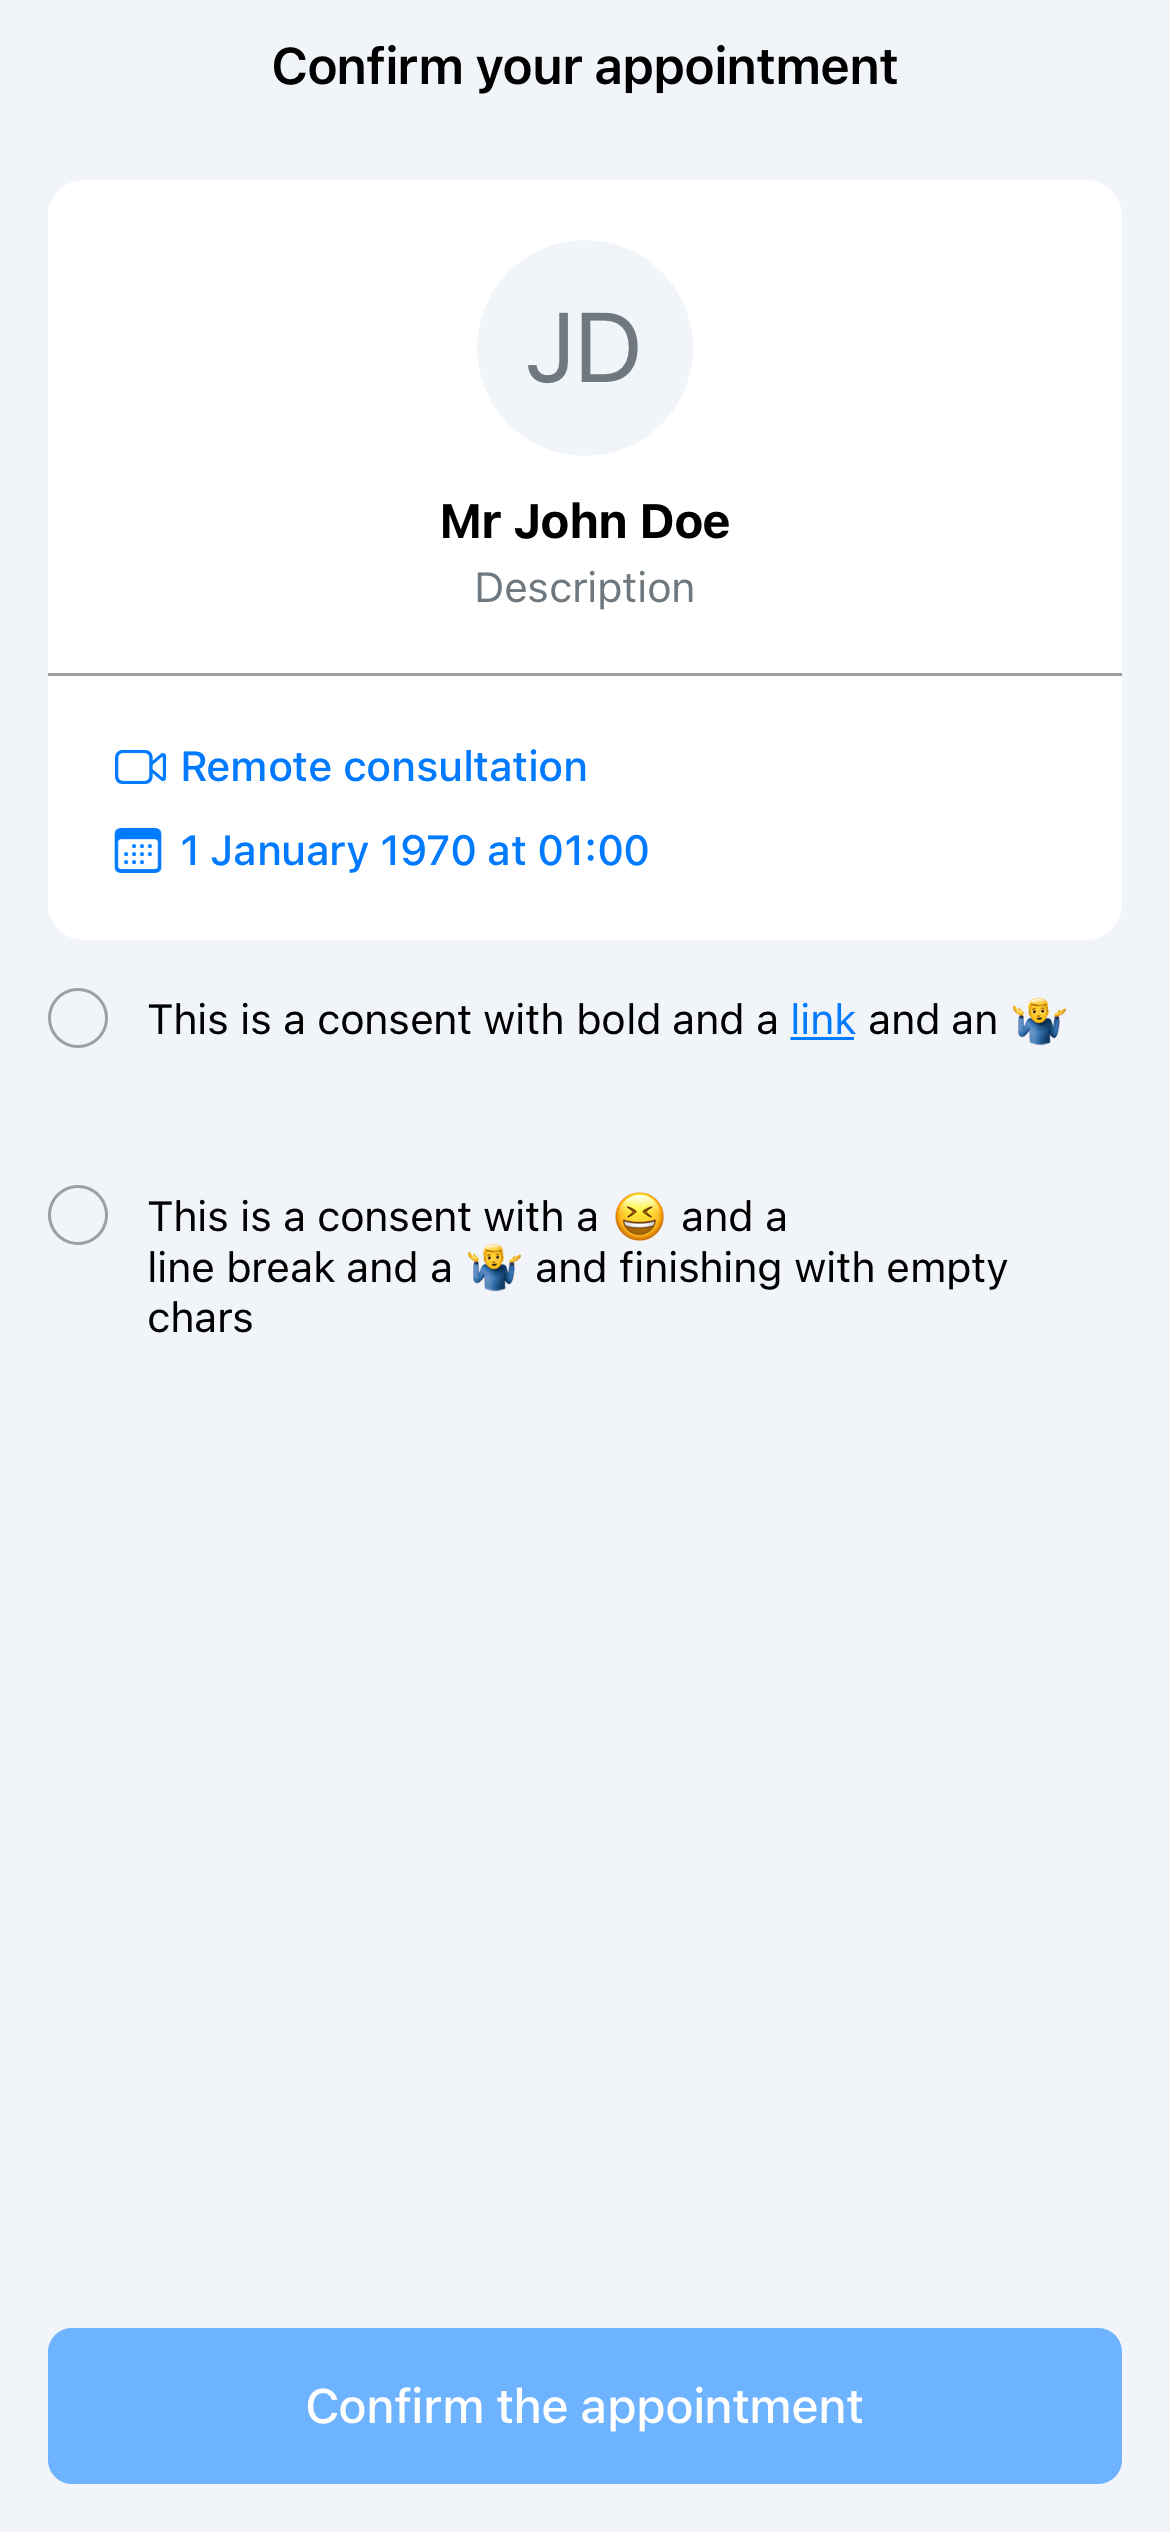 Confirm your appointment
JD
Mr John Doe
Description
Remote consultation
1 January 1970 at 01:00
This is a consent with bold and a link and an 🤷‍♂️
This is a consent with a 😆 and a
line break and a 🤷‍♂️ and finishing with empty
chars
Confirm the appointment